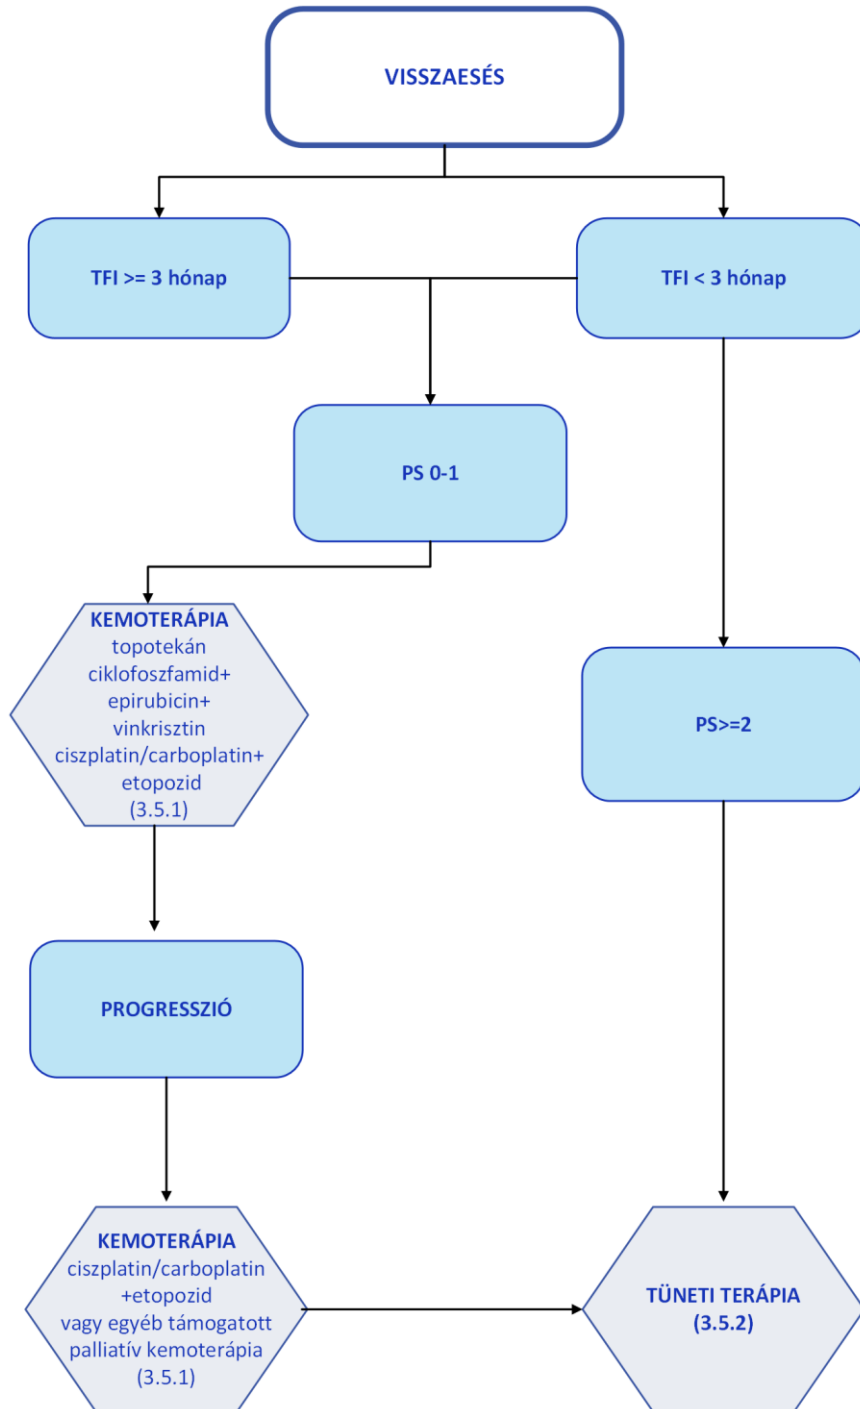 VISSZAESÉS
TFI >= 3 hónap
TFI < 3 hónap
PS 0-1
KEMOTERÁPIA
topotekán
ciklofoszfamid+
epirubicin+
vinkrisztin
ciszplatin/carboplatin+
etopozid
(3.5.1)
PS>=2
PROGRESSZIÓ
KEMOTERÁPIA
ciszplatin/carboplatin
+etopozid
vagy egyéb támogatott
palliatív kemoterápia
(3.5.1)
TÜNETI TERÁPIA
(3.5.2)